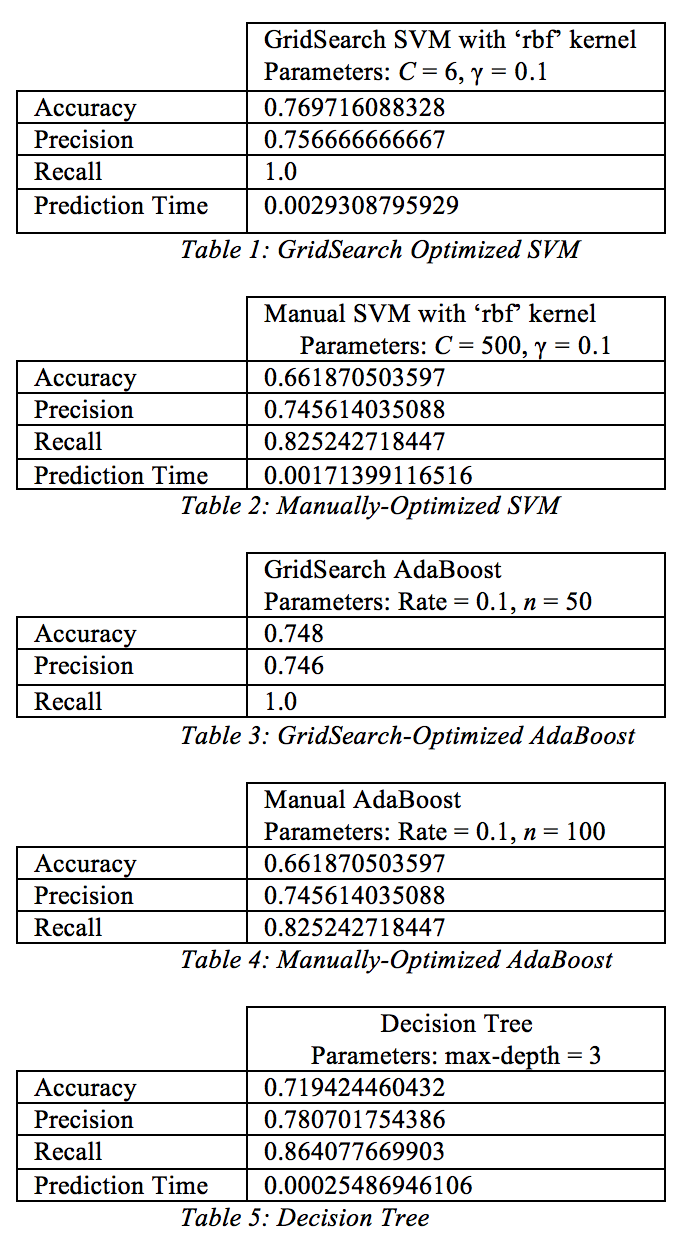 GridSearch SVM with ‘rbf’ kernel
Parameters: C = 6, γ = 0.1
Accuracy 0.769716088328
Precision 0.756666666667
Recall 1.0
Prediction Time 0.0029308795929
Table 1: GridSearch Optimized SVM
Manual SVM with ‘rbf’ kernel
Parameters: C = 500, γ = 0.1
Accuracy 0.661870503597
Precision 0.745614035088
Recall 0.825242718447
Prediction Time 0.00171399116516
Table 2: Manually-Optimized SVM
GridSearch AdaBoost
Parameters: Rate = 0.1, n = 50
Accuracy 0.748
Precision 0.746
Recall 1.0
Table 3: GridSearch-Optimized AdaBoost
Manual AdaBoost
Parameters: Rate = 0.1, n = 100
Accuracy 0.661870503597
Precision 0.745614035088
Recall 0.825242718447
Table 4: Manually-Optimized AdaBoost
Decision Tree
Parameters: max-depth = 3
Accuracy 0.719424460432
Precision 0.780701754386
Recall 0.864077669903
Prediction Time 0.00025486946106
Table 5: Decision Tree